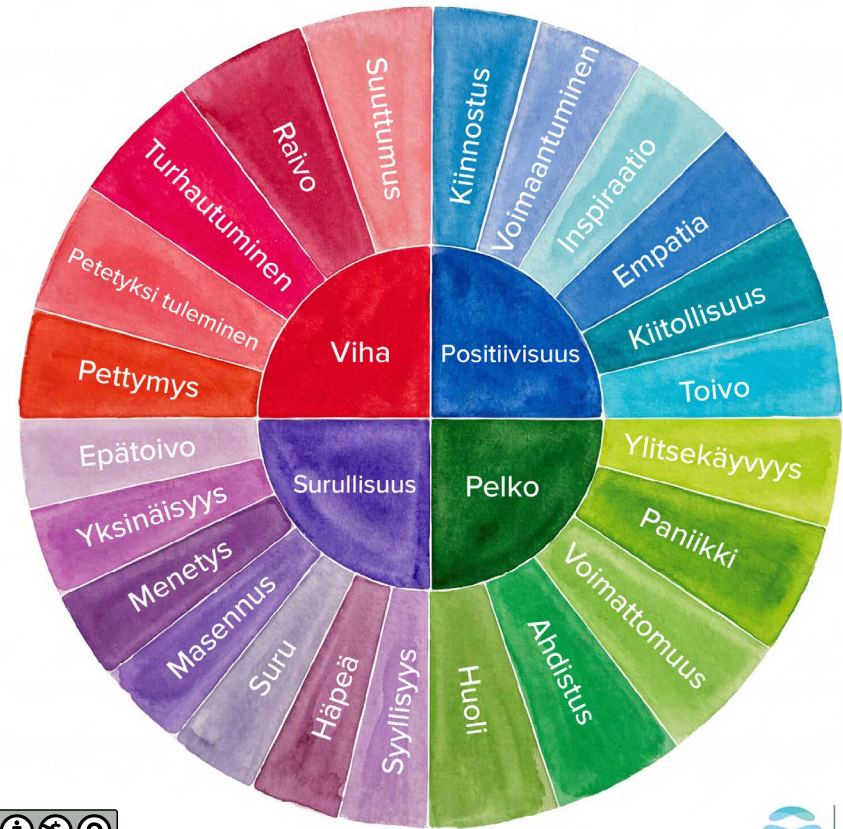 Suuttumus
Raivo
Turhautuminen
Petetyksi tuleminen
Pettymys
Viha
Kiinnostus
Voimaantuminen
Inspiraatio
Empatia
Kiitollisuus
Toivo
Positiivisuus
Epätoivo
Yksinäisyys
Menetys
Masennus
Suru
Häpeä
Syyllisyys
Surullisuus
Ylitsekäyvyys
Paniikki
Voimattomuus
Ahdistus
Huoli
Pelko